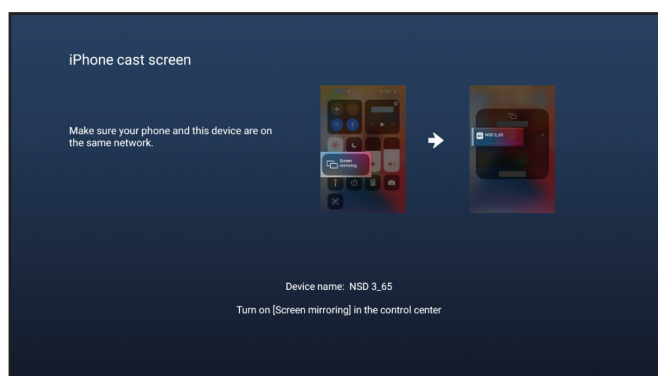 iPhone cast screen
Make sure your phone and this device are on
the same network.
Screen
mirroring
NSD 3_65
Device name: NSD 3_65
Turn on [Screen mirroring] in the control center